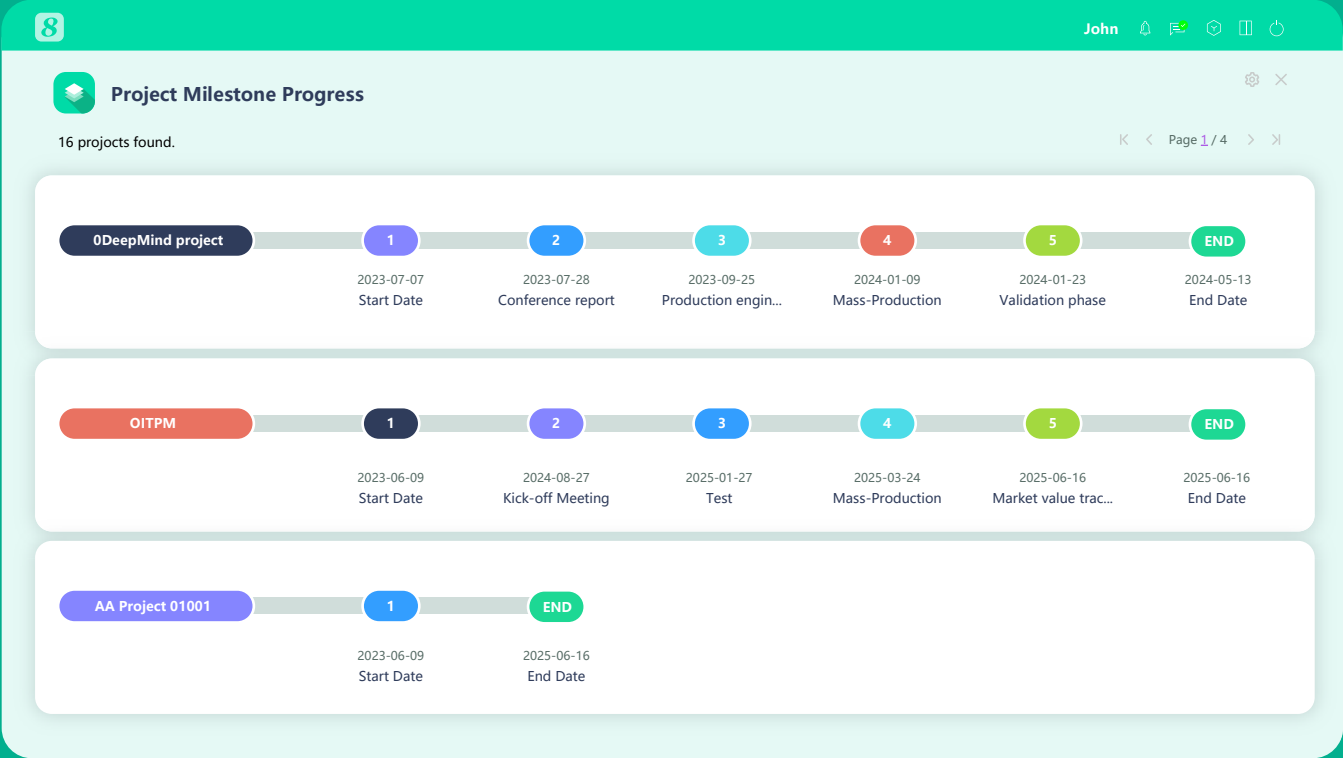 8
John
Project Milestone Progress
16 projocts found.
Page 1 / 4
0DeepMind project 1 2 3 4 5 END
2023-07-07 2023-07-28 2023-09-25 2024-01-09 2024-01-23 2024-05-13
Start Date Conference report Production engin... Mass-Production Validation phase End Date
OITPM 1 2 3 4 5 END
2023-06-09 2024-08-27 2025-01-27 2025-03-24 2025-06-16 2025-06-16
Start Date Kick-off Meeting Test Mass-Production Market value trac... End Date
AA Project 01001 1 END
2023-06-09 2025-06-16
Start Date End Date